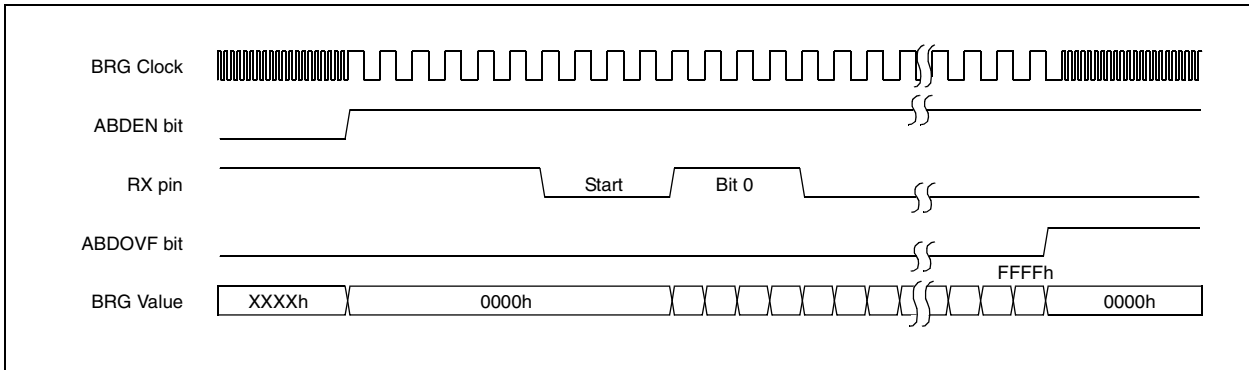 BRG Clock
ABDEN bit
RX pin
Start
Bit 0
ABDOVF bit
FFFFh
BRG Value
XXXXh
0000h
0000h